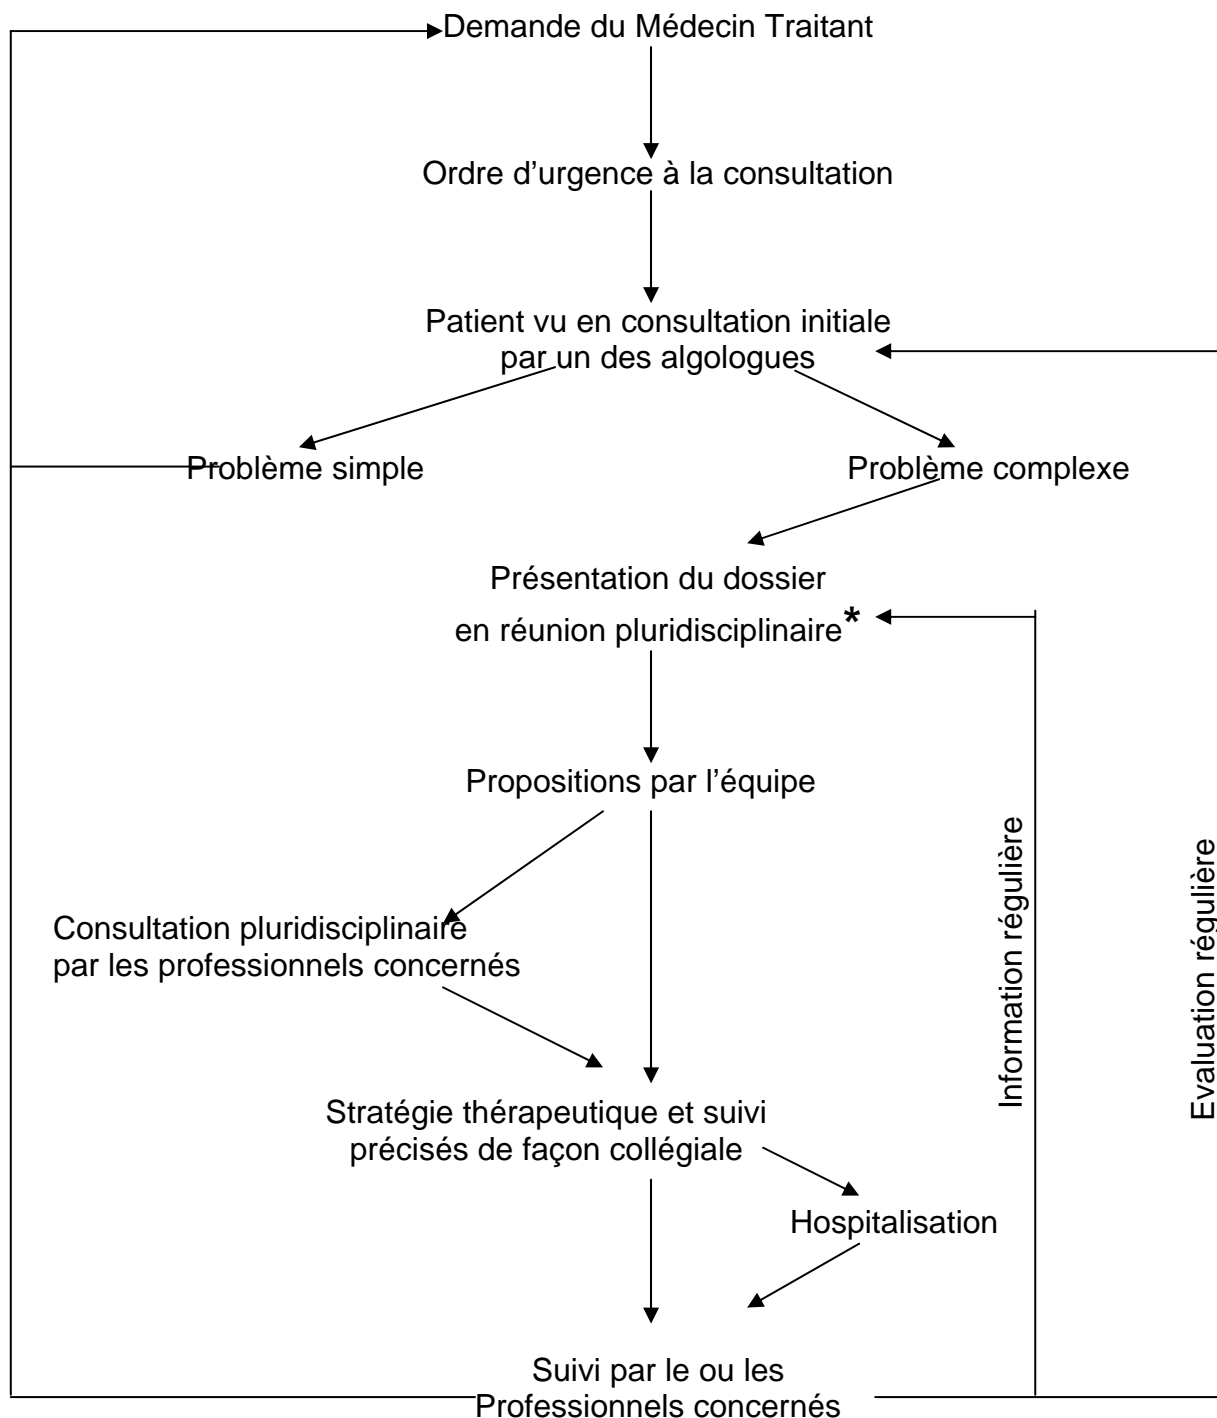 Demande du Médecin Traitant
Ordre d'urgence à la consultation
Patient vu en consultation initiale
par un des algologues
Problème simple
Problème complexe
Présentation du dossier
en réunion pluridisciplinaire*
Propositions par l'équipe
Information régulière
Evaluation régulière
Consultation pluridisciplinaire
par les professionnels concernés
Stratégie thérapeutique et suivi
précisés de façon collégiale
Hospitalisation
Suivi par le ou les
Professionnels concernés